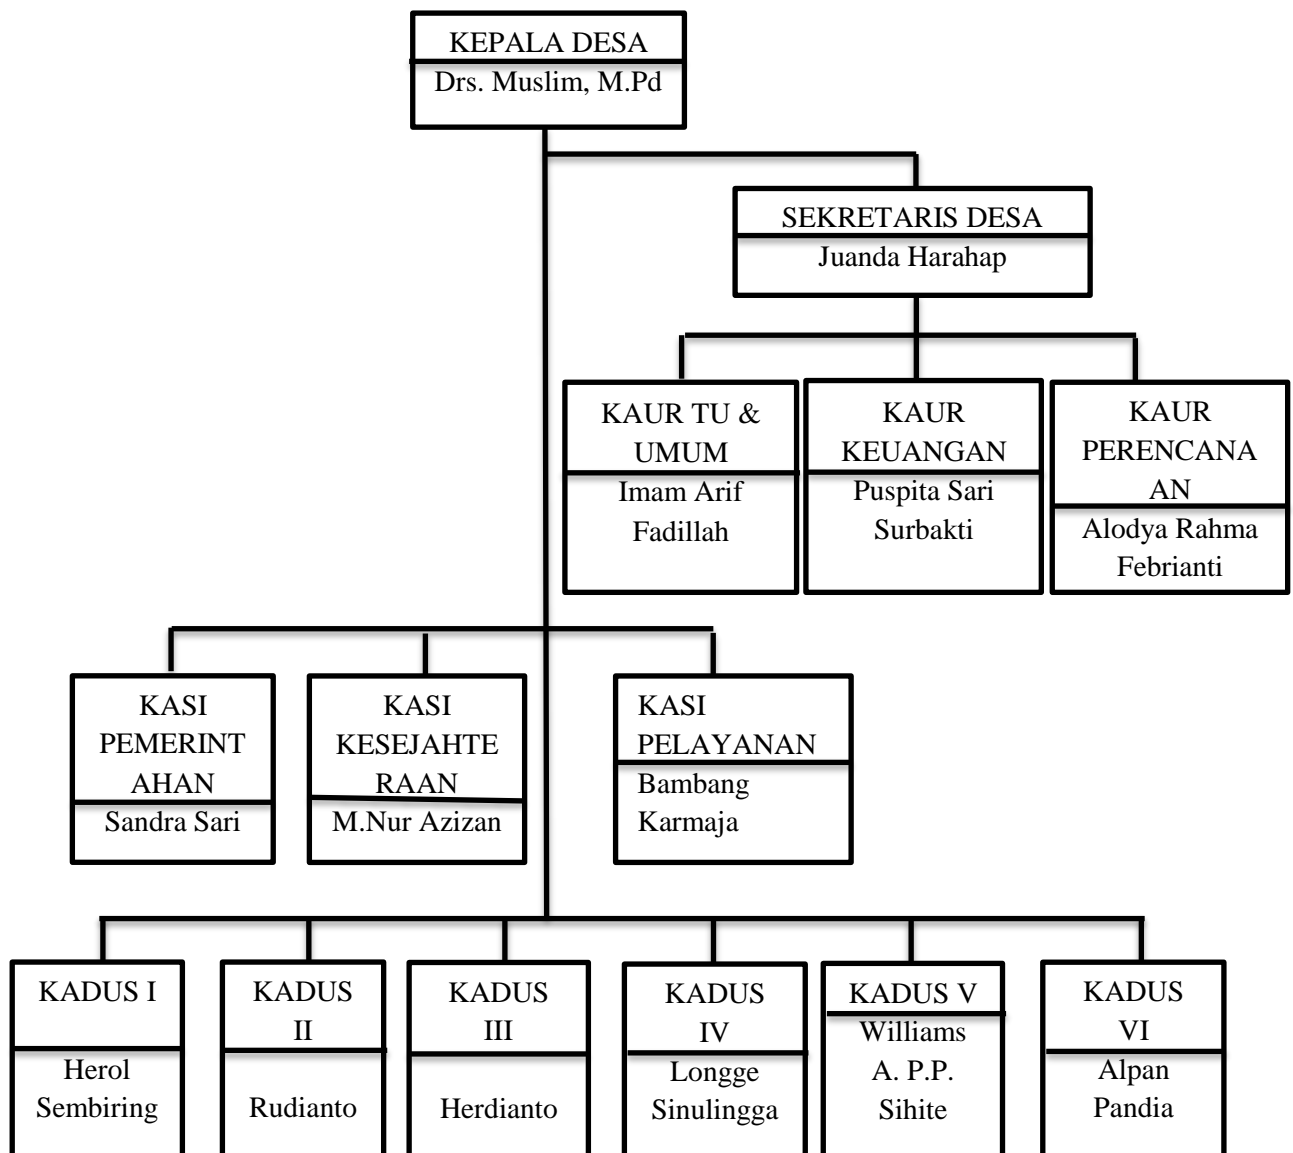 KEPALA DESA
Drs. Muslim, M.Pd
SEKRETARIS DESA
Juanda Harahap
KAUR TU &
UMUM
Imam Arif
Fadillah
KAUR
KEUANGAN
Puspita Sari
Surbakti
KAUR
PERENCANA
AN
Alodya Rahma
Febrianti
KASI
PEMERINT
AHAN
Sandra Sari
KASI
KESEJAHTE
RAAN
M.Nur Azizan
KASI
PELAYANAN
Bambang
Karmaja
KADUS I
Herol
Sembiring
KADUS
II
Rudianto
KADUS
III
Herdianto
KADUS
IV
Longge
Sinulingga
KADUS V
Williams
A. P.P.
Sihite
KADUS
VI
Alpan
Pandia